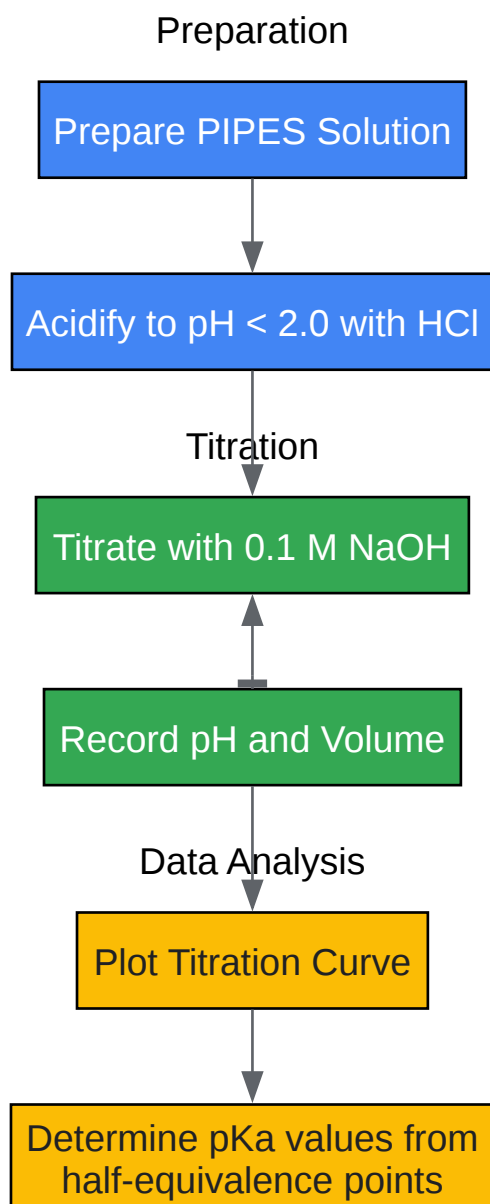 Preparation
Prepare PIPES Solution
Acidify to pH < 2.0 with HCl
Titration
Titrate with 0.1 M NaOH
Record pH and Volume
Data Analysis
Plot Titration Curve
Determine pKa values from
half-equivalence points